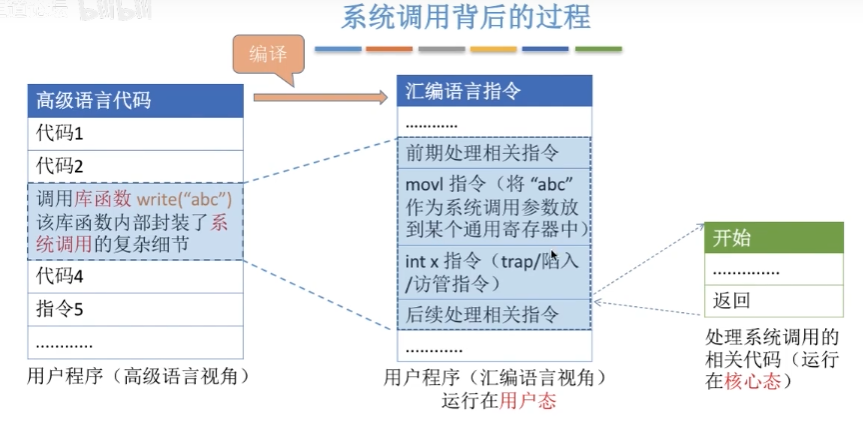 系统调用背后的过程
编译
高级语言代码
代码1
代码2
调用库函数 write("abc")
该库函数内部封装了系
统调用的复杂细节
代码4
指令5
............
用户程序（高级语言视角）
汇编语言指令
............
前期处理相关指令
movl 指令（将 “abc”
作为系统调用参数放
到某个通用寄存器中）
int x 指令（trap/陷入
/访管指令）
后续处理相关指令
............
用户程序（汇编语言视角）
运行在用户态
开始
..............
返回
处理系统调用的
相关代码（运行
在核心态）